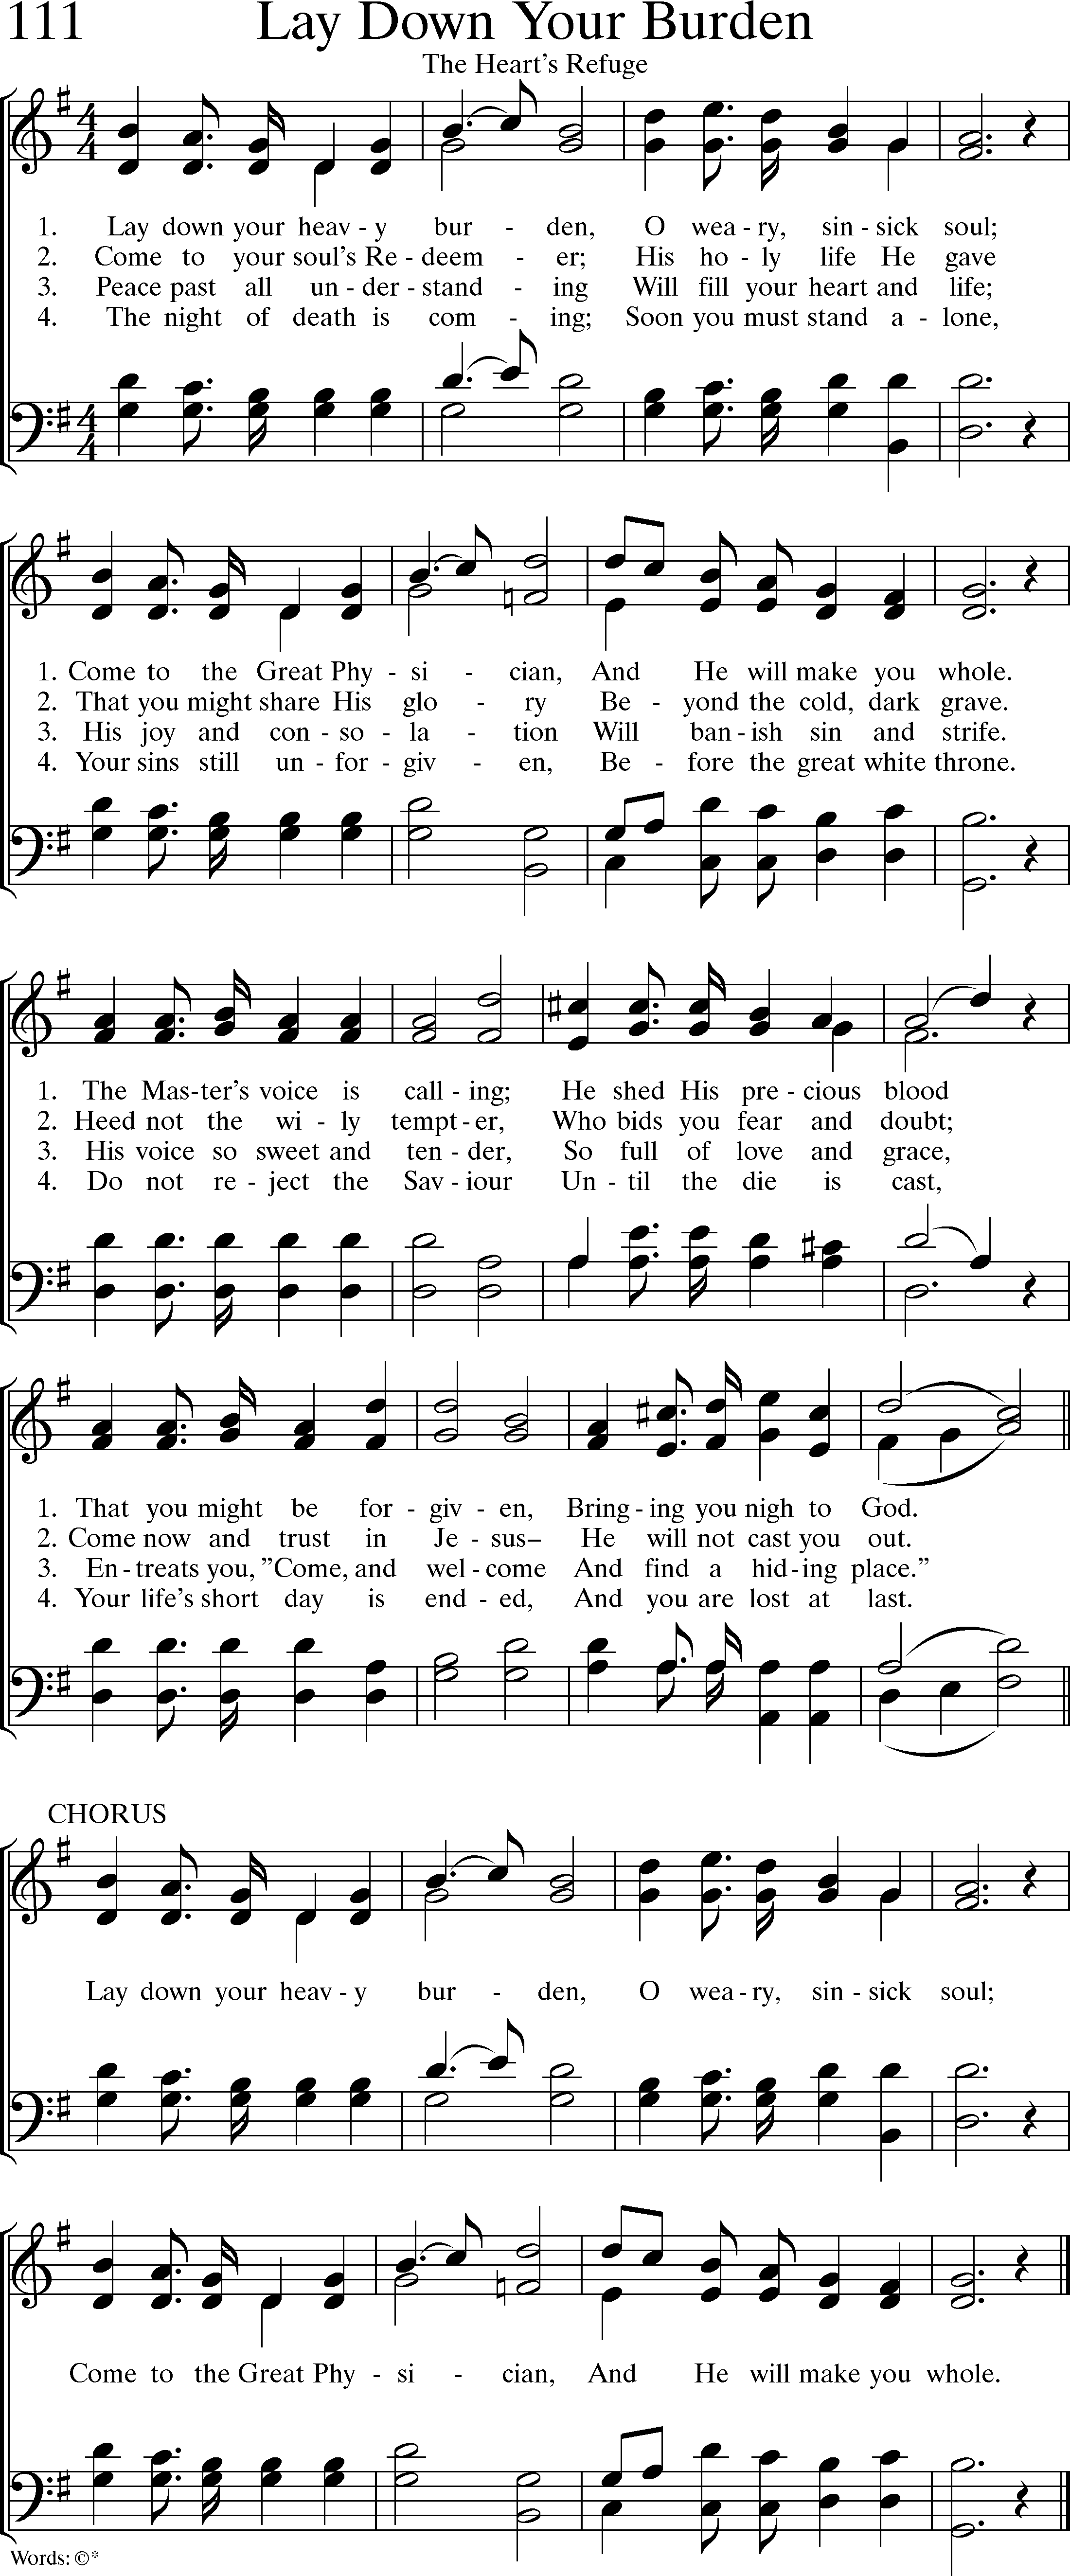 111 Lay Down Your Burden
The Heart's Refuge
1. Lay down your heav - y bur - den, O wea - ry, sin - sick soul;
2. Come to your soul's Re - deem - er; His ho - ly life He gave
3. Peace past all un - der - stand - ing Will fill your heart and life;
4. The night of death is com - ing; Soon you must stand a - lone,
1. Come to the Great Phy - si - cian, And He will make you whole.
2. That you might share His glo - ry Be - yond the cold, dark grave.
3. His joy and con - so - la - tion Will ban - ish sin and strife.
4. Your sins still un - for - giv - en, Be - fore the great white throne.
1. The Mas - ter's voice is call - ing; He shed His pre - cious blood
2. Heed not the wi - ly tempt - er, Who bids you fear and doubt;
3. His voice so sweet and ten - der, So full of love and grace,
4. Do not re - ject the Sav - iour Un - til the die is cast,
1. That you might be for - giv - en, Bring - ing you nigh to God.
2. Come now and trust in Je - sus– He will not cast you out.
3. En - treats you, ”Come, and wel - come And find a hid - ing place.”
4. Your life's short day is end - ed, And you are lost at last.
CHORUS
Lay down your heav - y bur - den, O wea - ry, sin - sick soul;
Come to the Great Phy - si - cian, And He will make you whole.
Words: ©*